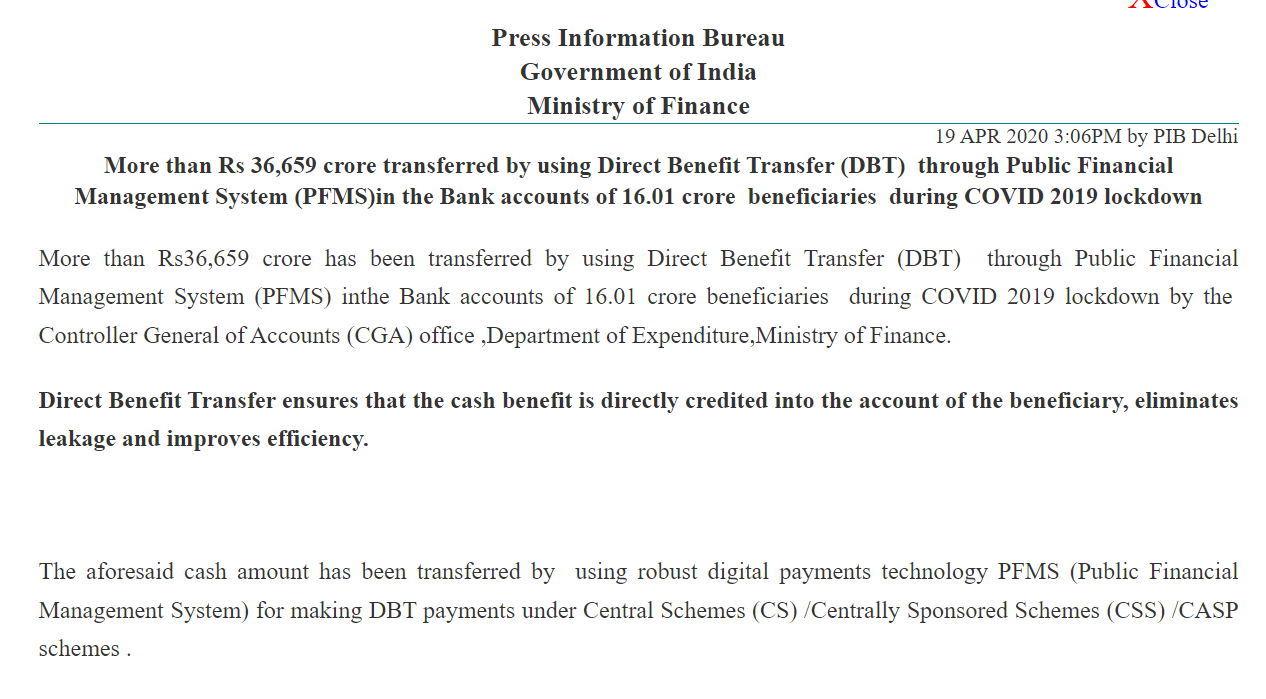 XClose
Press Information Bureau
Government of India
Ministry of Finance
19 APR 2020 3:06PM by PIB Delhi
More than Rs 36,659 crore transferred by using Direct Benefit Transfer (DBT)  through Public Financial
Management System (PFMS)in the Bank accounts of 16.01 crore  beneficiaries  during COVID 2019 lockdown
More than Rs36,659 crore has been transferred by using Direct Benefit Transfer (DBT)  through Public Financial
Management System (PFMS) inthe Bank accounts of 16.01 crore beneficiaries  during COVID 2019 lockdown by the
Controller General of Accounts (CGA) office ,Department of Expenditure,Ministry of Finance.
Direct Benefit Transfer ensures that the cash benefit is directly credited into the account of the beneficiary, eliminates
leakage and improves efficiency.
The aforesaid cash amount has been transferred by  using robust digital payments technology PFMS (Public Financial
Management System) for making DBT payments under Central Schemes (CS) /Centrally Sponsored Schemes (CSS) /CASP
schemes .